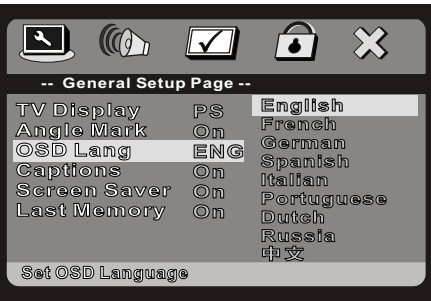 -- General Setup Page --
TV Display PS
Angle Mark On
OSD Lang ENG
Captions On
Screen Saver On
Last Memory On
English
French
German
Spanish
Italian
Portuguese
Dutch
Russia
中文
Set OSD Language